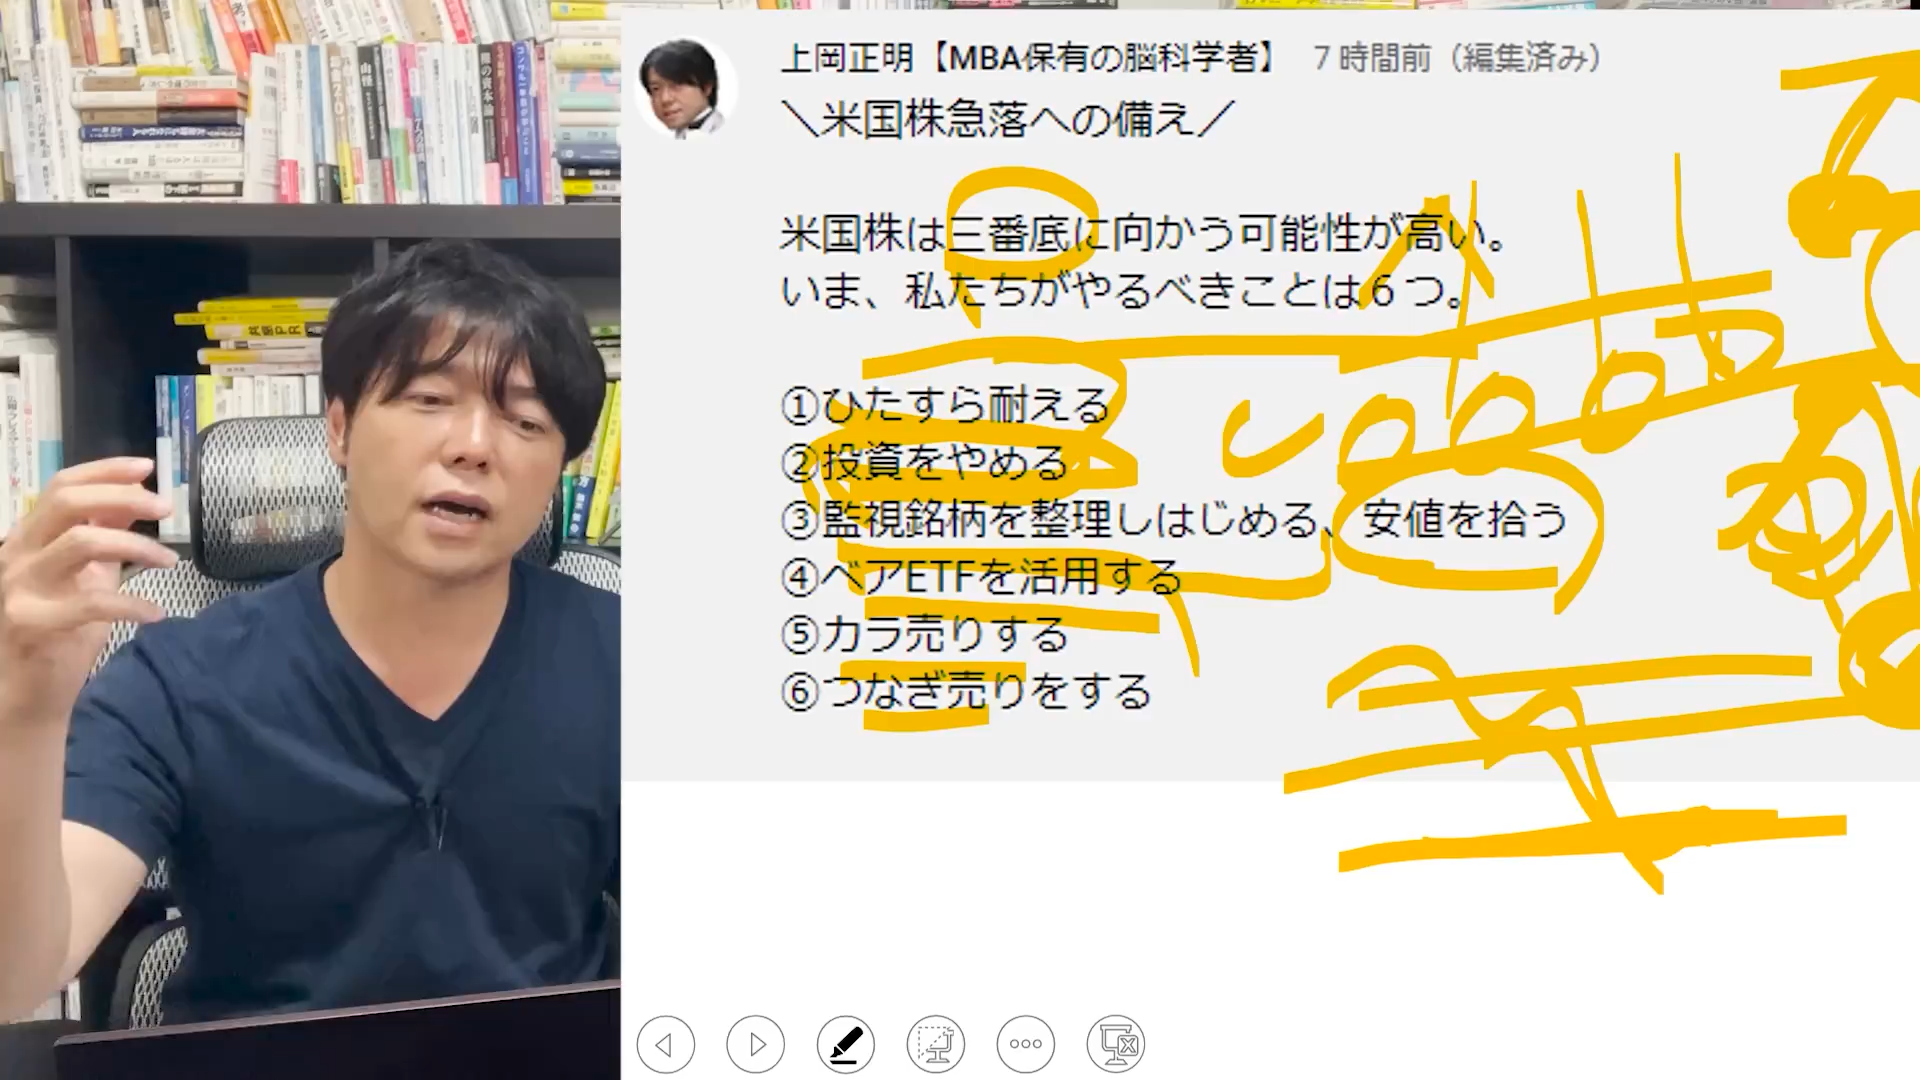 上岡正明【MBA保有の脳科学者】 7 時間前（編集済み）
＼米国株急落への備え／
米国株は三番底に向かう可能性が高い。
いま、私たちがやるべきことは６つ。
①ひたすら耐える
②投資をやめる
③監視銘柄を整理しはじめる、安値を拾う
④ベアETFを活用する
⑤カラ売りする
⑥つなぎ売りをする